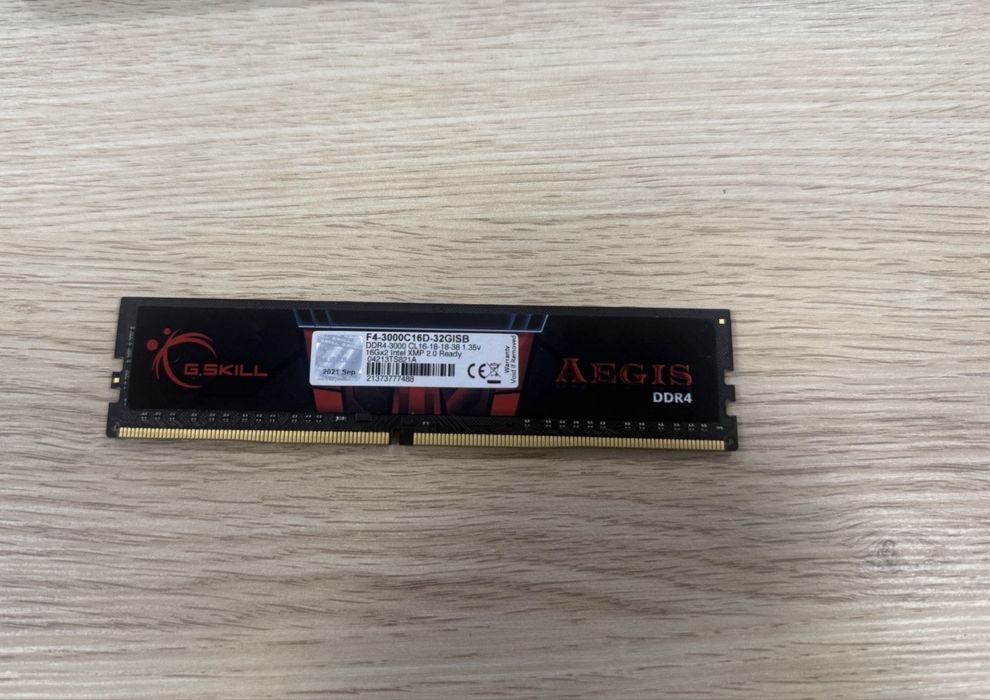 G.SKILL
F4-3000C16D-32GISB
DDR4-3000 CL16-18-18-38 1.35v
16Gx2 Intel XMP 2.0 Ready
04213TS821A
2021 Sep
21373777488
CE
Warranty
Void if Removed
AEGIS
DDR4